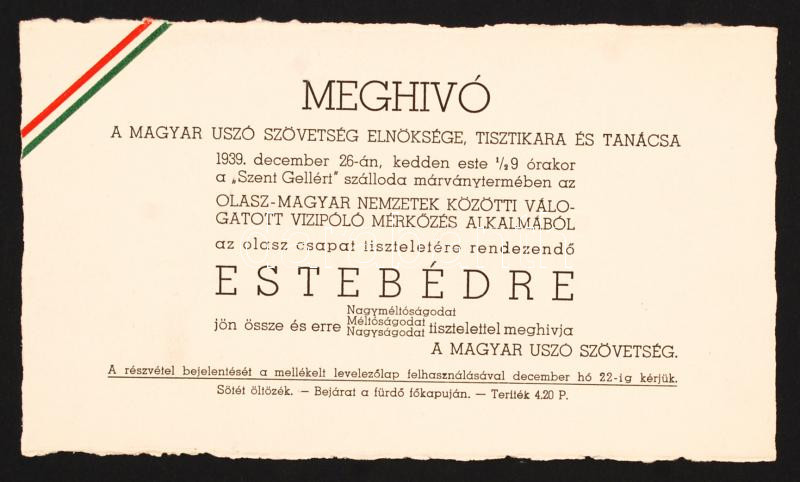 MEGHIVÓ
A MAGYAR USZÓ SZÖVETSÉG ELNÖKSÉGE, TISZTIKARA ÉS TANÁCSA
1939. december 26-án, kedden este 1/2 9 órakor
a „Szent Gellért" szálloda márványtermében az
OLASZ-MAGYAR NEMZETEK KÖZÖTTI VÁLO-
GATOTT VIZIPÓLÓ MÉRKŐZÉS ALKALMÁBÓL
az olasz csapat tiszteletére rendezendő
ESTEBÉDRE
Nagyméltóságodat
Méltóságodat
jön össze és erre Nagyságodat tisztelettel meghivja
A MAGYAR USZÓ SZÖVETSÉG.
A részvétel bejelentését a mellékelt levelezőlap felhasználásával december hó 22-ig kérjük.
Sötét öltözék. — Bejárat a fürdő főkapuján. — Teriték 4.20 P.